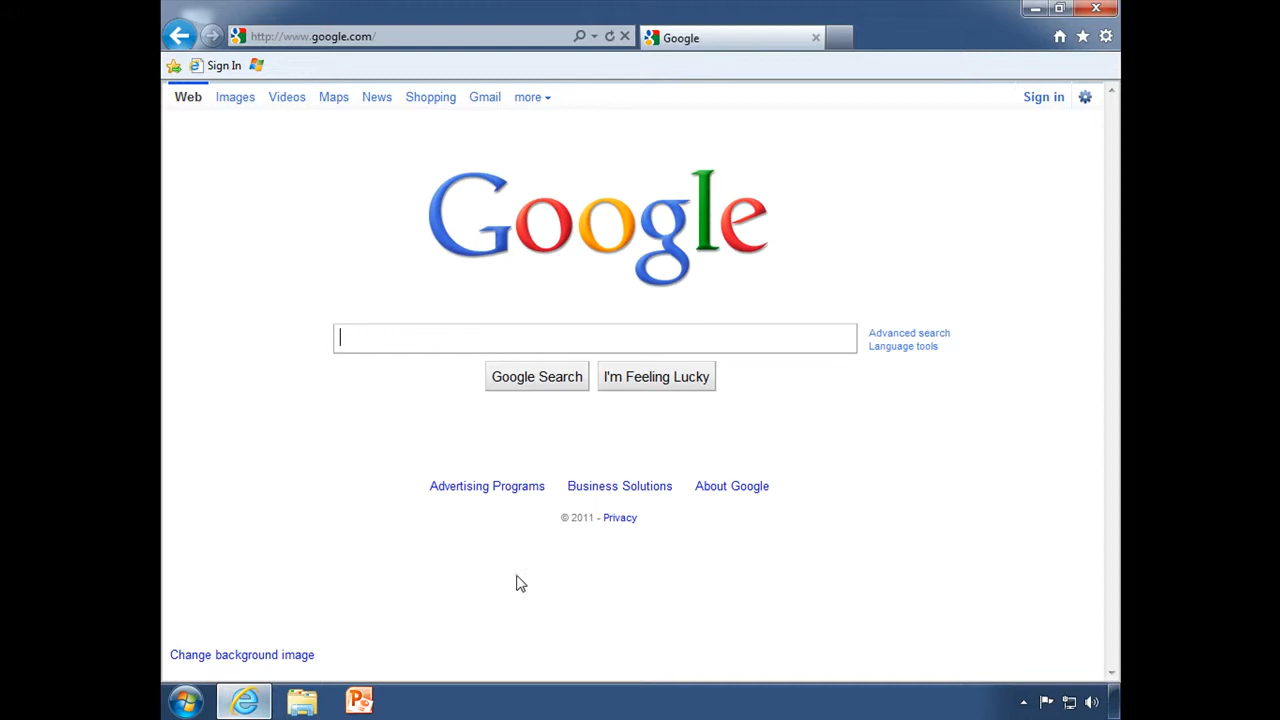 http://www.google.com/
Google
Sign In
Web Images Videos Maps News Shopping Gmail more
Sign in
Google
Advanced search
Language tools
Google Search I'm Feeling Lucky
Advertising Programs Business Solutions About Google
© 2011 - Privacy
Change background image